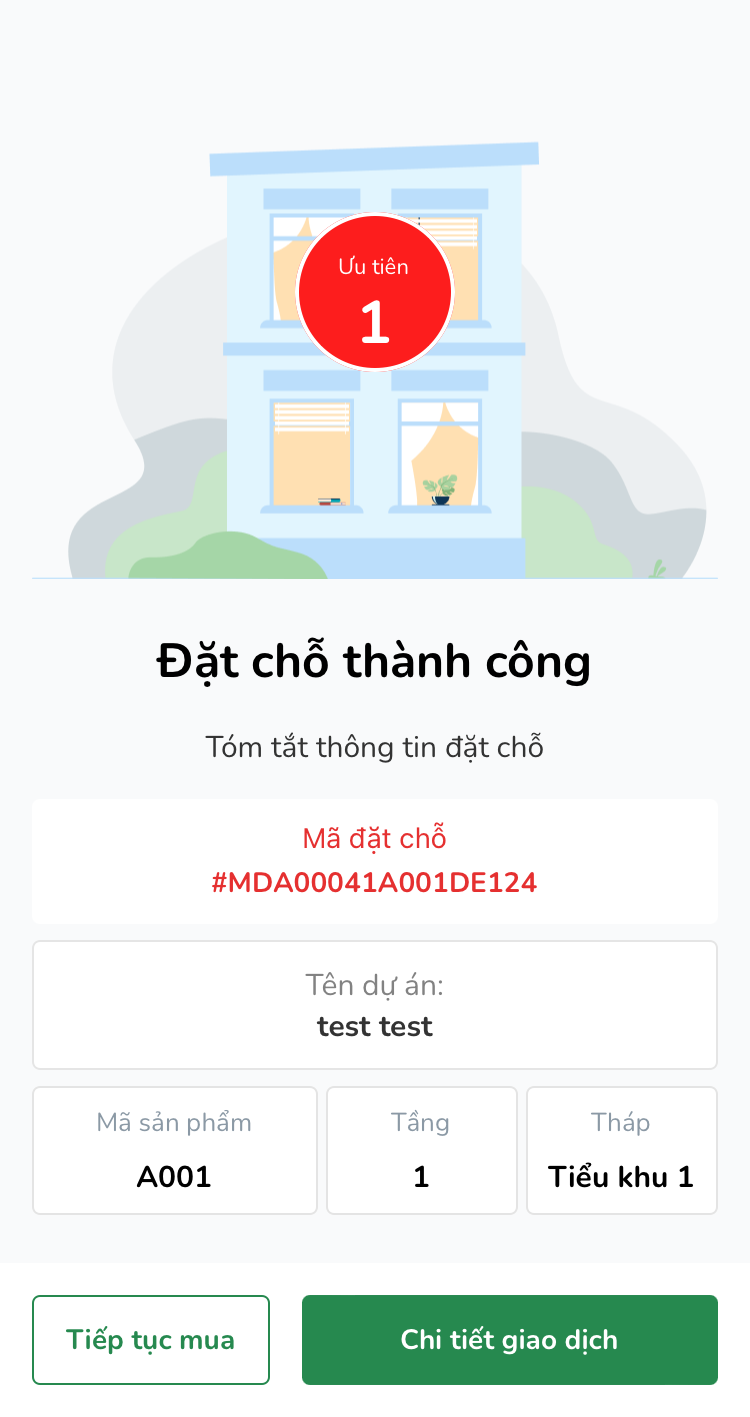 Ưu tiên
1
Đặt chỗ thành công
Tóm tắt thông tin đặt chỗ
Mã đặt chỗ
#MDA00041A001DE124
Tên dự án:
test test
Mã sản phẩm
A001
Tầng
1
Tháp
Tiểu khu 1
Tiếp tục mua
Chi tiết giao dịch